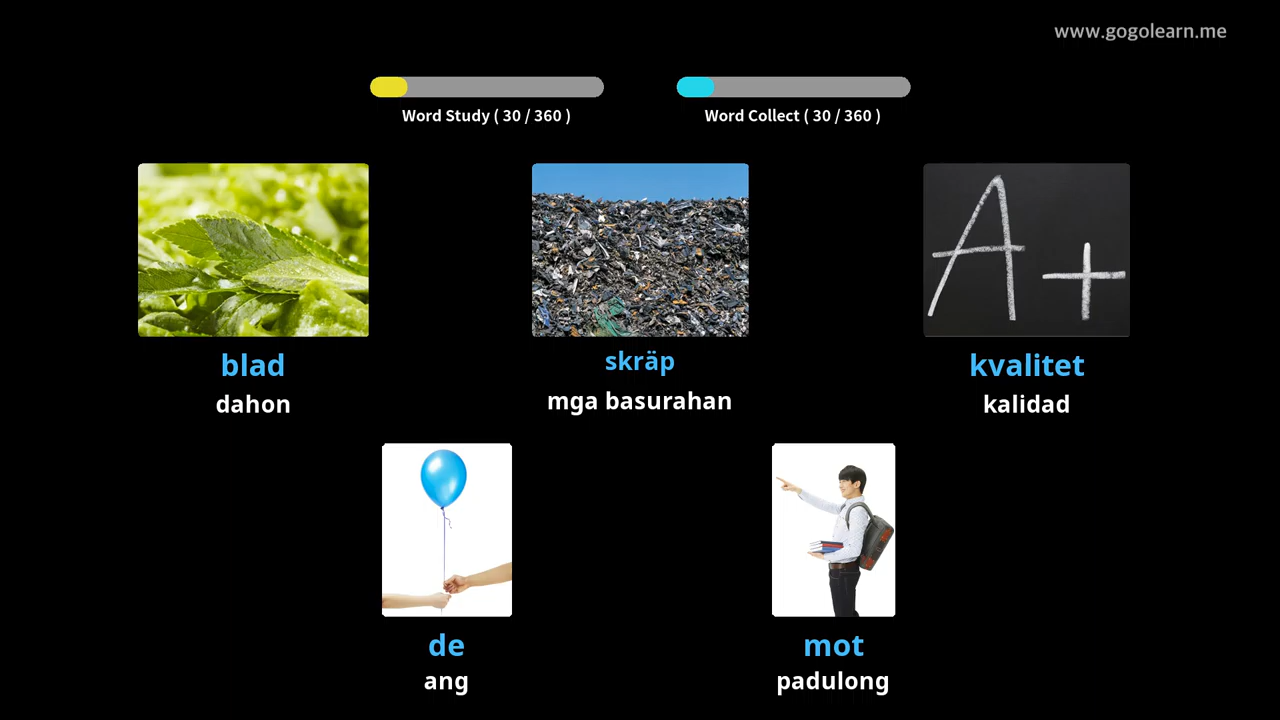 www.gogolearn.me
Word Study ( 30 / 360 )
Word Collect ( 30 / 360 )
A+
blad
dahon
skräp
mga basurahan
kvalitet
kalidad
de
ang
mot
padulong